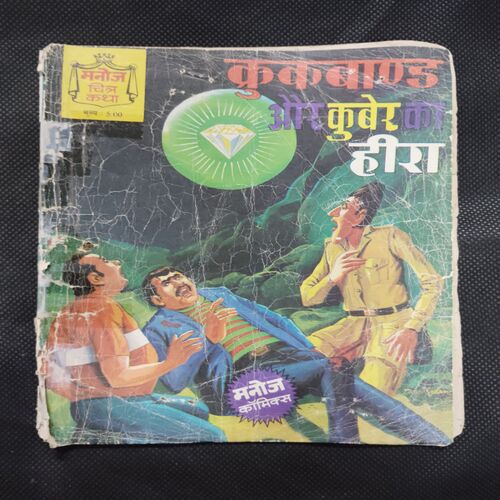 मनोज
चित्र
कथा
मूल्य : 5.00
कुकबाण्ड
और कुबेर का
हीरा
मनोज
कॉमिक्स